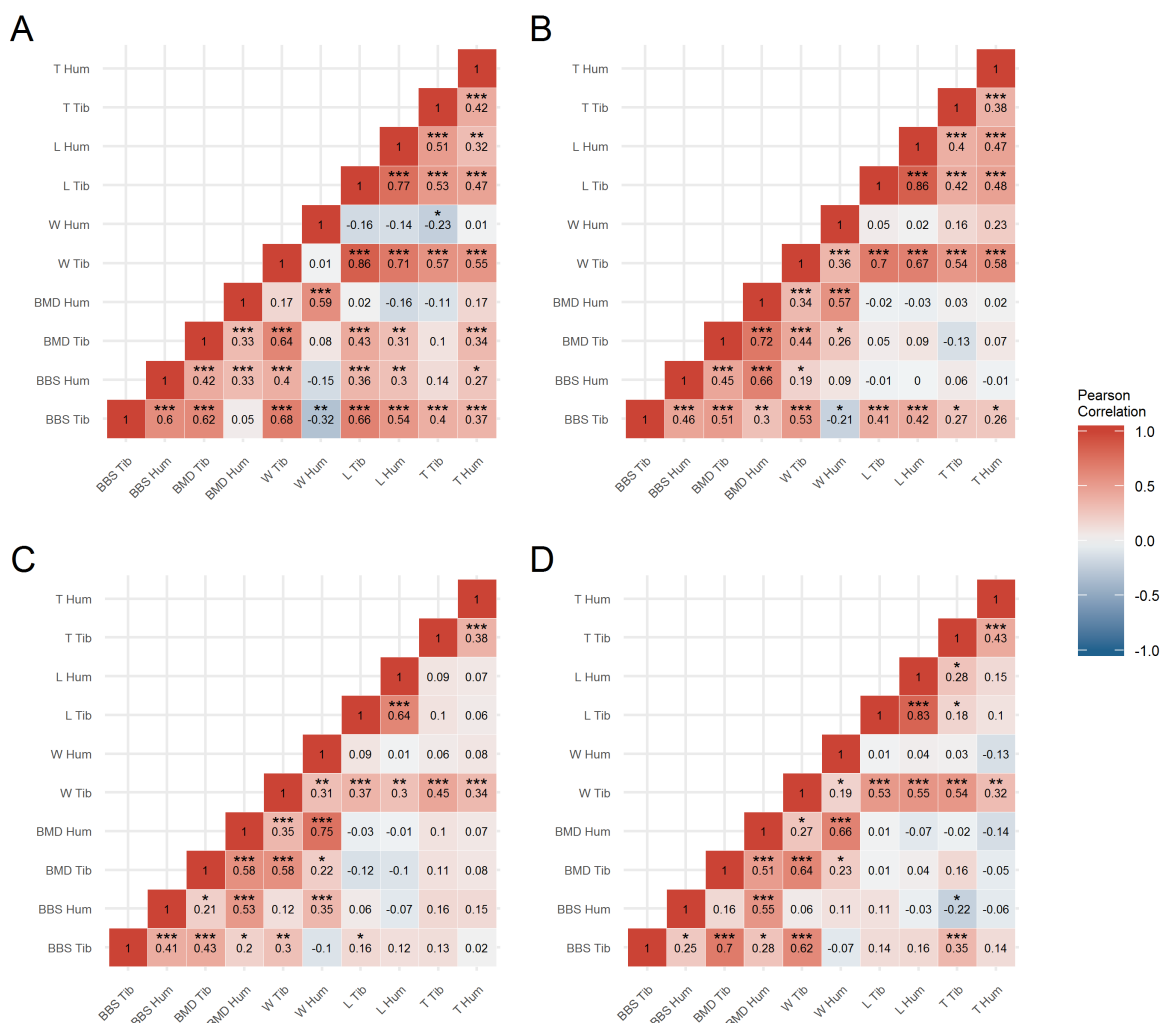 A
T Hum 1
T Tib 1 *** 0.42
L Hum 1 *** 0.51 ** 0.32
L Tib 1 *** 0.77 *** 0.53 *** 0.47
W Hum 1 -0.16 -0.14 * -0.23 0.01
W Tib 1 0.01 *** 0.86 *** 0.71 *** 0.57 *** 0.55
BMD Hum 1 0.17 *** 0.59 0.02 -0.16 -0.11 0.17
BMD Tib 1 *** 0.33 *** 0.64 0.08 *** 0.43 ** 0.31 0.1 *** 0.34
BBS Hum 1 *** 0.42 *** 0.33 *** 0.4 -0.15 *** 0.36 ** 0.3 0.14 * 0.27
BBS Tib 1 *** 0.6 *** 0.62 0.05 *** 0.68 ** -0.32 *** 0.66 *** 0.54 *** 0.4 *** 0.37
BBS Tib BBS Hum BMD Tib BMD Hum W Tib W Hum L Tib L Hum T Tib T Hum
B
T Hum 1
T Tib 1 *** 0.38
L Hum 1 *** 0.4 *** 0.47
L Tib 1 *** 0.86 *** 0.42 *** 0.48
W Hum 1 0.05 0.02 0.16 0.23
W Tib 1 *** 0.36 *** 0.7 *** 0.67 *** 0.54 *** 0.58
BMD Hum 1 *** 0.34 *** 0.57 -0.02 -0.03 0.03 0.02
BMD Tib 1 *** 0.72 *** 0.44 * 0.26 0.05 0.09 -0.13 0.07
BBS Hum 1 *** 0.45 *** 0.66 * 0.19 0.09 -0.01 0 0.06 -0.01
BBS Tib 1 *** 0.46 *** 0.51 ** 0.3 *** 0.53 * -0.21 *** 0.41 *** 0.42 * 0.27 * 0.26
BBS Tib BBS Hum BMD Tib BMD Hum W Tib W Hum L Tib L Hum T Tib T Hum
Pearson
Correlation
1.0
0.0
-0.5
-1.0
C
T Hum 1
T Tib 1 *** 0.38
L Hum 1 0.09 0.07
L Tib 1 *** 0.64 0.1 0.06
W Hum 1 0.09 0.01 0.06 0.08
W Tib 1 ** 0.31 *** 0.37 ** 0.3 *** 0.45 *** 0.34
BMD Hum 1 *** 0.35 *** 0.75 -0.03 -0.01 0.1 0.07
BMD Tib 1 *** 0.58 *** 0.58 * 0.22 -0.12 -0.1 0.11 0.08
BBS Hum 1 * 0.21 *** 0.53 0.12 *** 0.35 0.06 -0.07 0.16 0.15
BBS Tib 1 *** 0.41 *** 0.43 * 0.2 ** 0.3 -0.1 * 0.16 0.12 0.13 0.02
BBS Tib BBS Hum BMD Tib BMD Hum W Tib W Hum L Tib L Hum T Tib T Hum
D
T Hum 1
T Tib 1 *** 0.43
L Hum 1 * 0.28 0.15
L Tib 1 *** 0.83 * 0.18 0.1
W Hum 1 0.01 0.04 0.03 -0.13
W Tib 1 * 0.19 *** 0.53 *** 0.55 *** 0.54 ** 0.32
BMD Hum 1 * 0.27 *** 0.66 0.01 -0.07 -0.02 -0.14
BMD Tib 1 *** 0.51 *** 0.64 * 0.23 0.01 0.04 0.16 -0.05
BBS Hum 1 0.16 *** 0.55 0.06 0.11 0.11 -0.03 * -0.22 -0.06
BBS Tib 1 * 0.25 *** 0.7 * 0.28 *** 0.62 -0.07 0.14 0.16 *** 0.35 0.14
BBS Tib BBS Hum BMD Tib BMD Hum W Tib W Hum L Tib L Hum T Tib T Hum